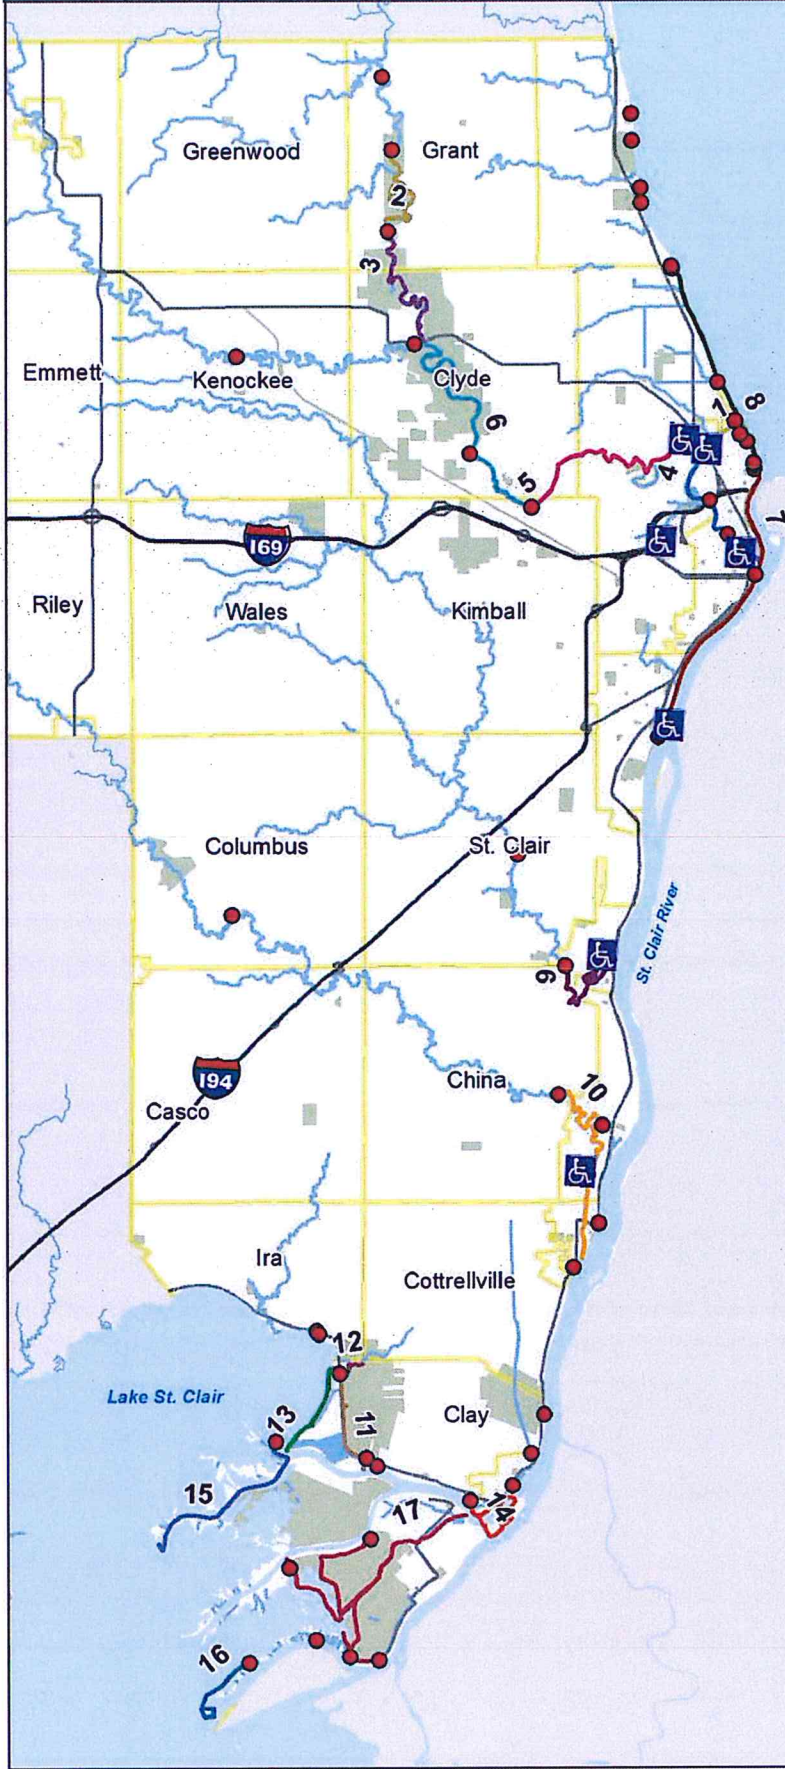 Greenwood
Grant
2
3
Emmett
Kenockee
Clyde
6
5
4
1
8
7
I69
Riley
Wales
Kimball
Columbus
St. Clair
St. Clair River
9
I94
China
10
Casco
Ira
Cottrellville
12
Lake St. Clair
13
11
Clay
15
17
14
16